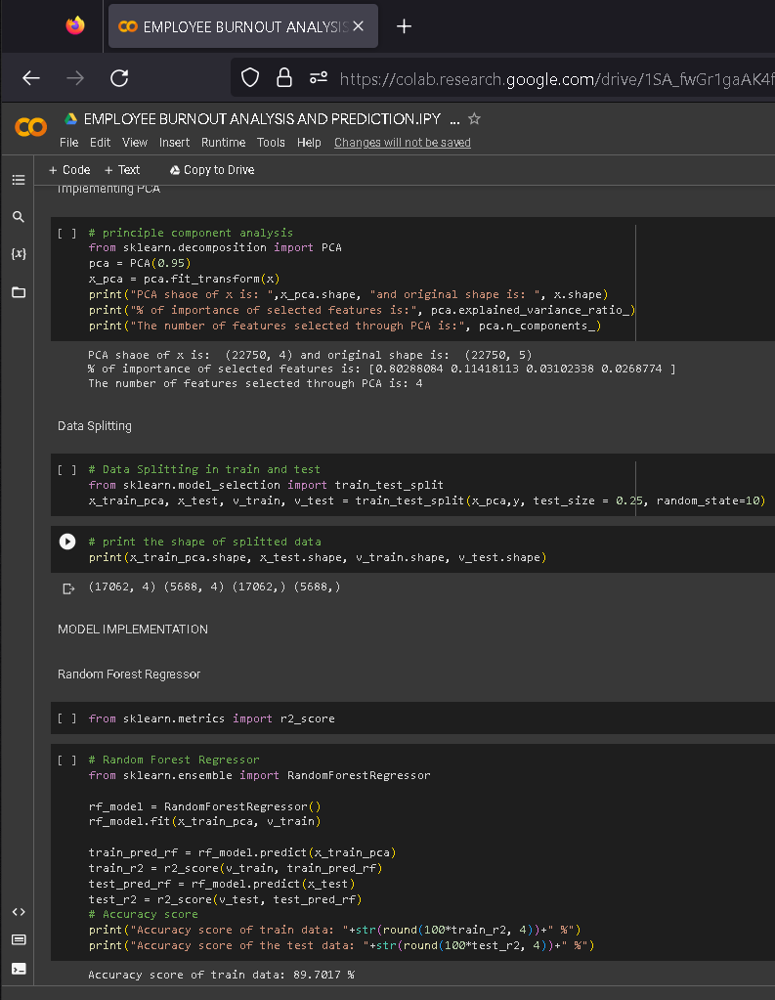 EMPLOYEE BURNOUT ANALYSIS
https://colab.research.google.com/drive/1SA_fwGr1gaAK4f
EMPLOYEE BURNOUT ANALYSIS AND PREDICTION.IPY ...
File Edit View Insert Runtime Tools Help Changes will not be saved
+ Code + Text Copy to Drive
Implementing PCA
[ ] # principle component analysis
from sklearn.decomposition import PCA
pca = PCA(0.95)
x_pca = pca.fit_transform(x)
print("PCA shaoe of x is: ",x_pca.shape, "and original shape is: ", x.shape)
print("% of importance of selected features is:", pca.explained_variance_ratio_)
print("The number of features selected through PCA is:", pca.n_components_)
PCA shaoe of x is:  (22750, 4) and original shape is:  (22750, 5)
% of importance of selected features is: [0.80288084 0.11418113 0.03102338 0.0268774 ]
The number of features selected through PCA is: 4
Data Splitting
[ ] # Data Splitting in train and test
from sklearn.model_selection import train_test_split
x_train_pca, x_test, v_train, v_test = train_test_split(x_pca,y, test_size = 0.25, random_state=10)
# print the shape of splitted data
print(x_train_pca.shape, x_test.shape, v_train.shape, v_test.shape)
(17062, 4) (5688, 4) (17062,) (5688,)
MODEL IMPLEMENTATION
Random Forest Regressor
[ ] from sklearn.metrics import r2_score
[ ] # Random Forest Regressor
from sklearn.ensemble import RandomForestRegressor
rf_model = RandomForestRegressor()
rf_model.fit(x_train_pca, v_train)
train_pred_rf = rf_model.predict(x_train_pca)
train_r2 = r2_score(v_train, train_pred_rf)
test_pred_rf = rf_model.predict(x_test)
test_r2 = r2_score(v_test, test_pred_rf)
# Accuracy score
print("Accuracy score of train data: "+str(round(100*train_r2, 4))+" %")
print("Accuracy score of the test data: "+str(round(100*test_r2, 4))+" %")
Accuracy score of train data: 89.7017 %